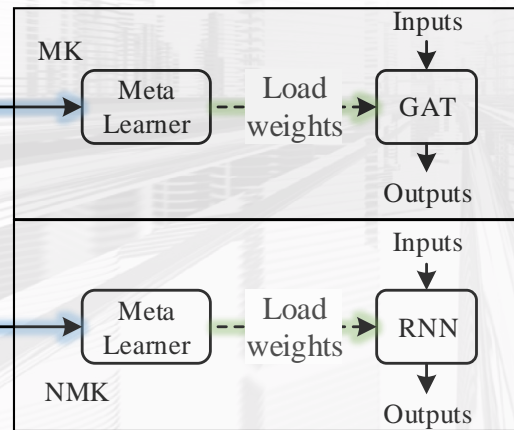 Inputs
MK
Meta
Learner
Load
weights
GAT
Outputs
Inputs
Meta
Learner
Load
weights
RNN
NMK
Outputs